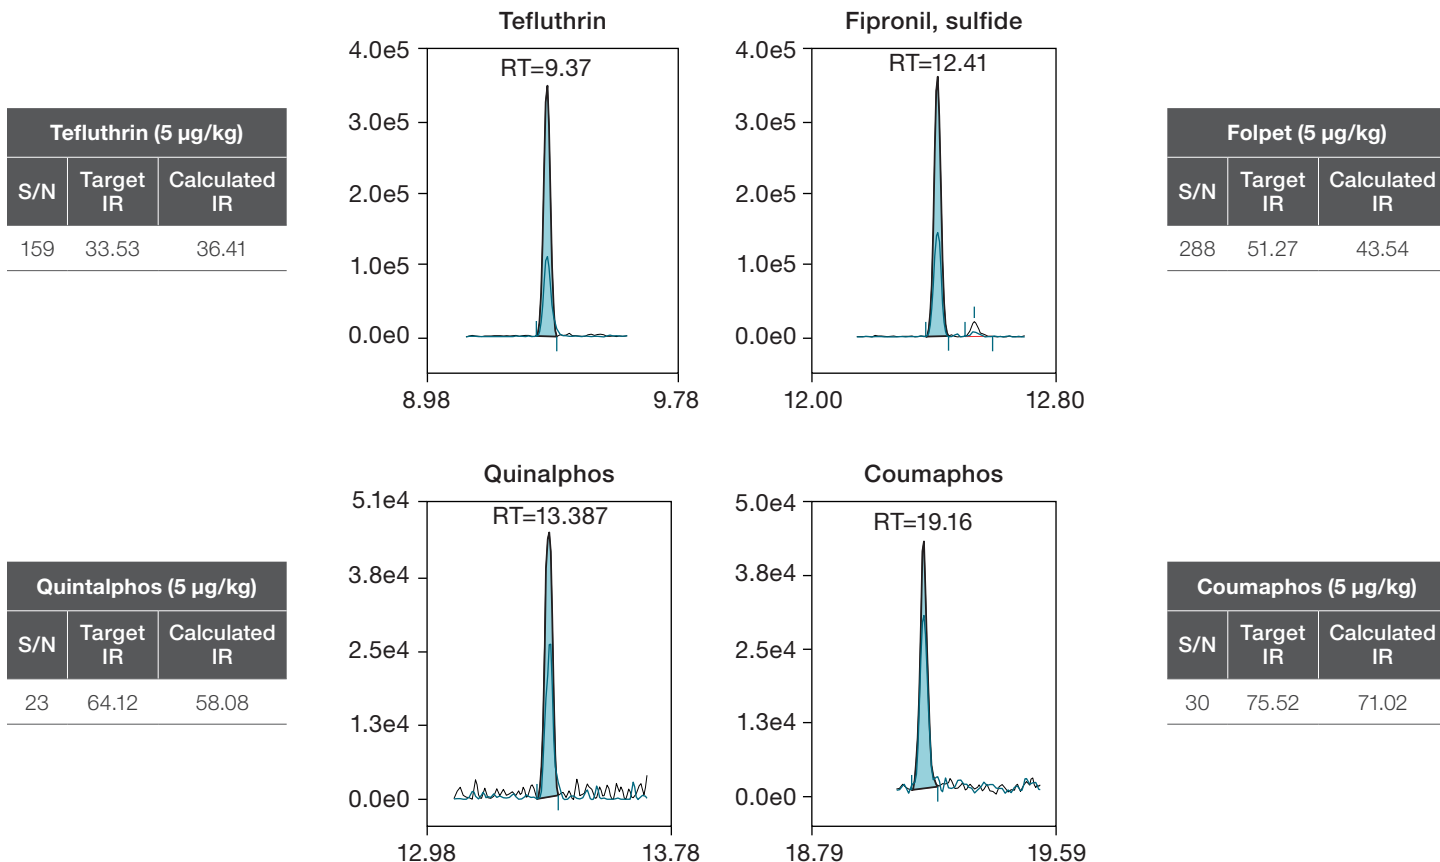 Tefluthrin
4.0e5
3.0e5
2.0e5
1.0e5
0.0e0
RT=9.37
8.98
9.78
Fipronil, sulfide
4.0e5
3.0e5
2.0e5
1.0e5
0.0e0
RT=12.41
12.00
12.80
Tefluthrin (5 µg/kg)
S/N
Target
IR
Calculated
IR
159
33.53
36.41
Folpet (5 µg/kg)
S/N
Target
IR
Calculated
IR
288
51.27
43.54
Quinalphos
5.1e4
3.8e4
2.5e4
1.3e4
0.0e0
RT=13.387
12.98
13.78
Coumaphos
5.0e4
3.8e4
2.5e4
1.3e4
0.0e0
RT=19.16
18.79
19.59
Quintalphos (5 µg/kg)
S/N
Target
IR
Calculated
IR
23
64.12
58.08
Coumaphos (5 µg/kg)
S/N
Target
IR
Calculated
IR
30
75.52
71.02